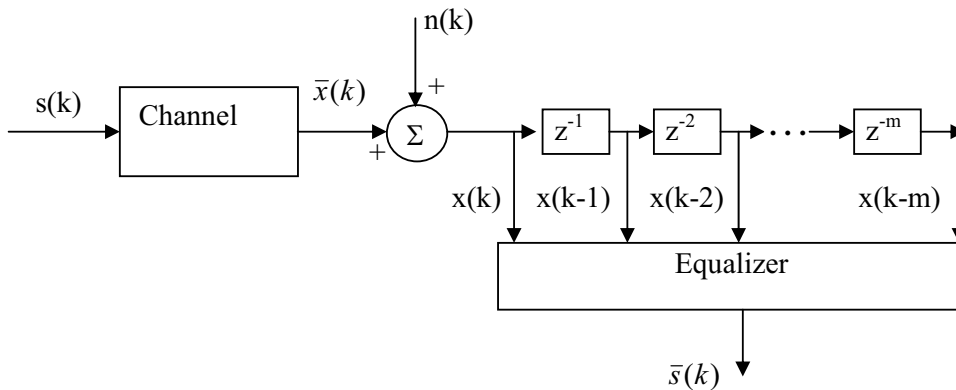 n(k)
s(k)
Channel
x̅(k)
+
+
Σ
z⁻¹
z⁻²
...
z⁻ᵐ
x(k)
x(k-1)
x(k-2)
x(k-m)
Equalizer
s̅(k)